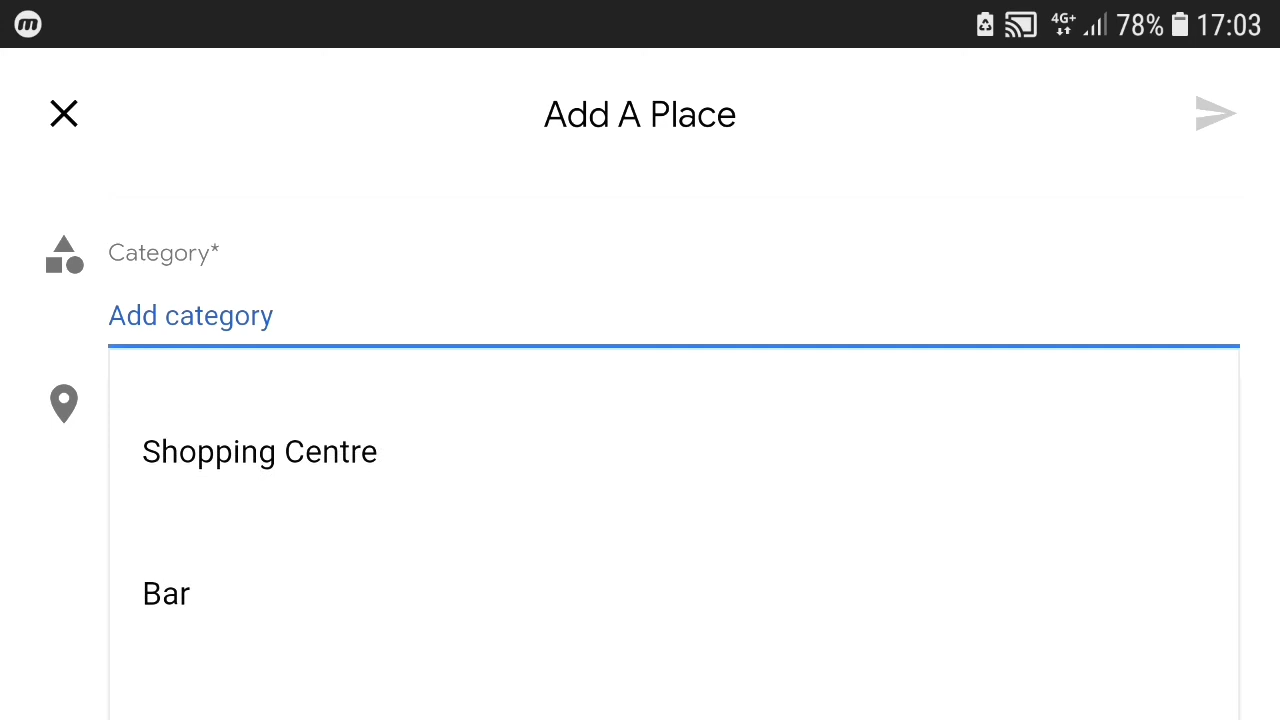 m
4G+ 78% 17:03
Add A Place
Category*
Add category
Shopping Centre
Bar